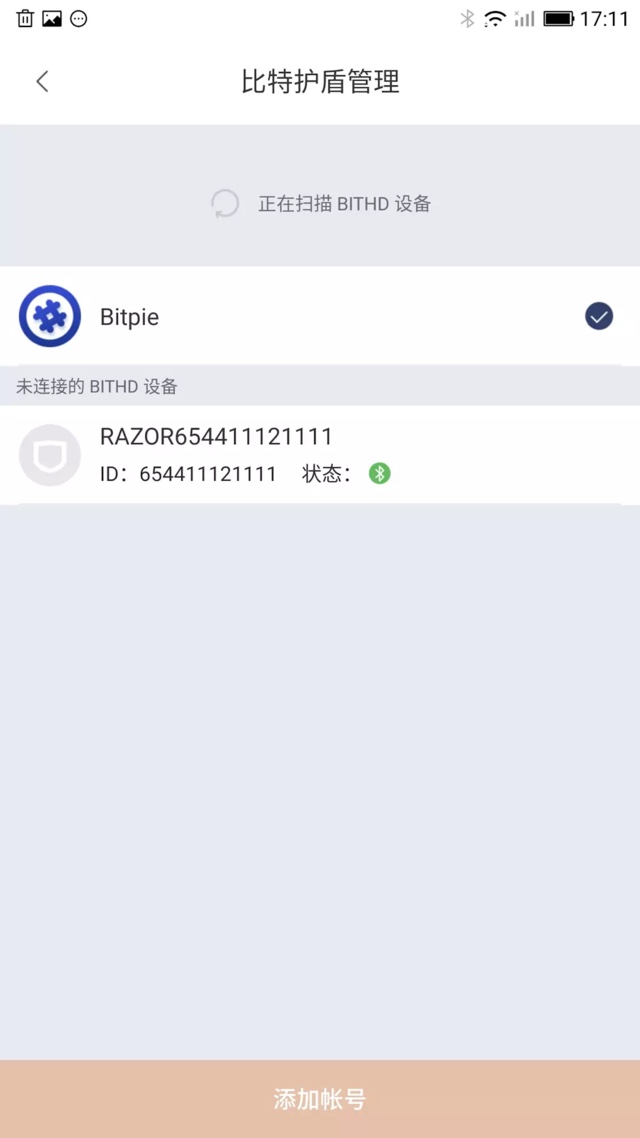 17:11
比特护盾管理
正在扫描 BITHD 设备
Bitpie
未连接的 BITHD 设备
RAZOR654411121111
ID：654411121111 状态：
添加帐号